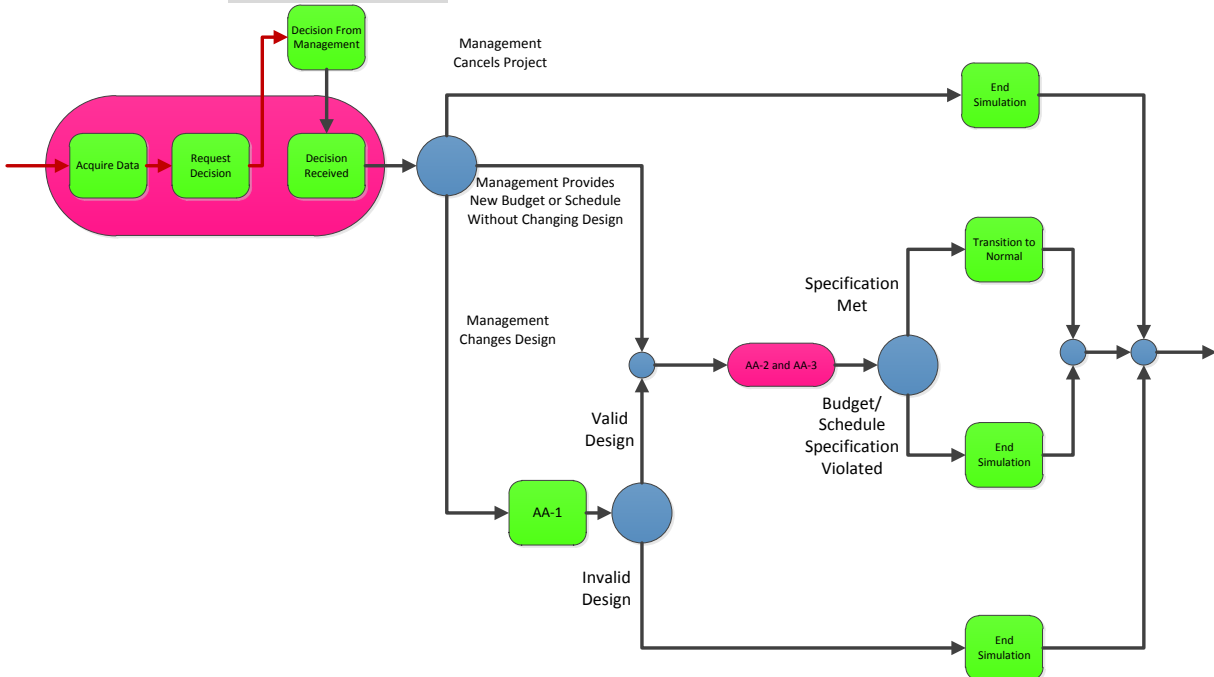 Decision From
Management
Management
Cancels Project
End
Simulation
Acquire Data
Request
Decision
Decision
Received
Management Provides
New Budget or Schedule
Without Changing Design
Transition to
Normal
Specification
Met
Management
Changes Design
AA-2 and AA-3
Budget/
Schedule
Specification
Violated
Valid
Design
End
Simulation
AA-1
Invalid
Design
End
Simulation